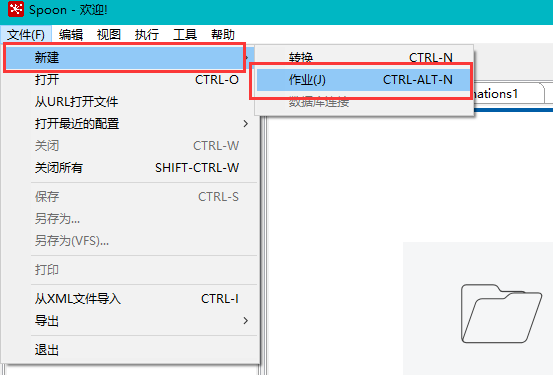 Spoon - 欢迎!
文件(F) 编辑 视图 执行 工具 帮助
新建
转换 CTRL-N
作业(J) CTRL-ALT-N
数据库连接
nations1
打开 CTRL-O
从URL打开文件
打开最近的配置
关闭 CTRL-W
关闭所有 SHIFT-CTRL-W
保存 CTRL-S
另存为...
另存为(VFS)...
打印
从XML文件导入 CTRL-I
导出
退出